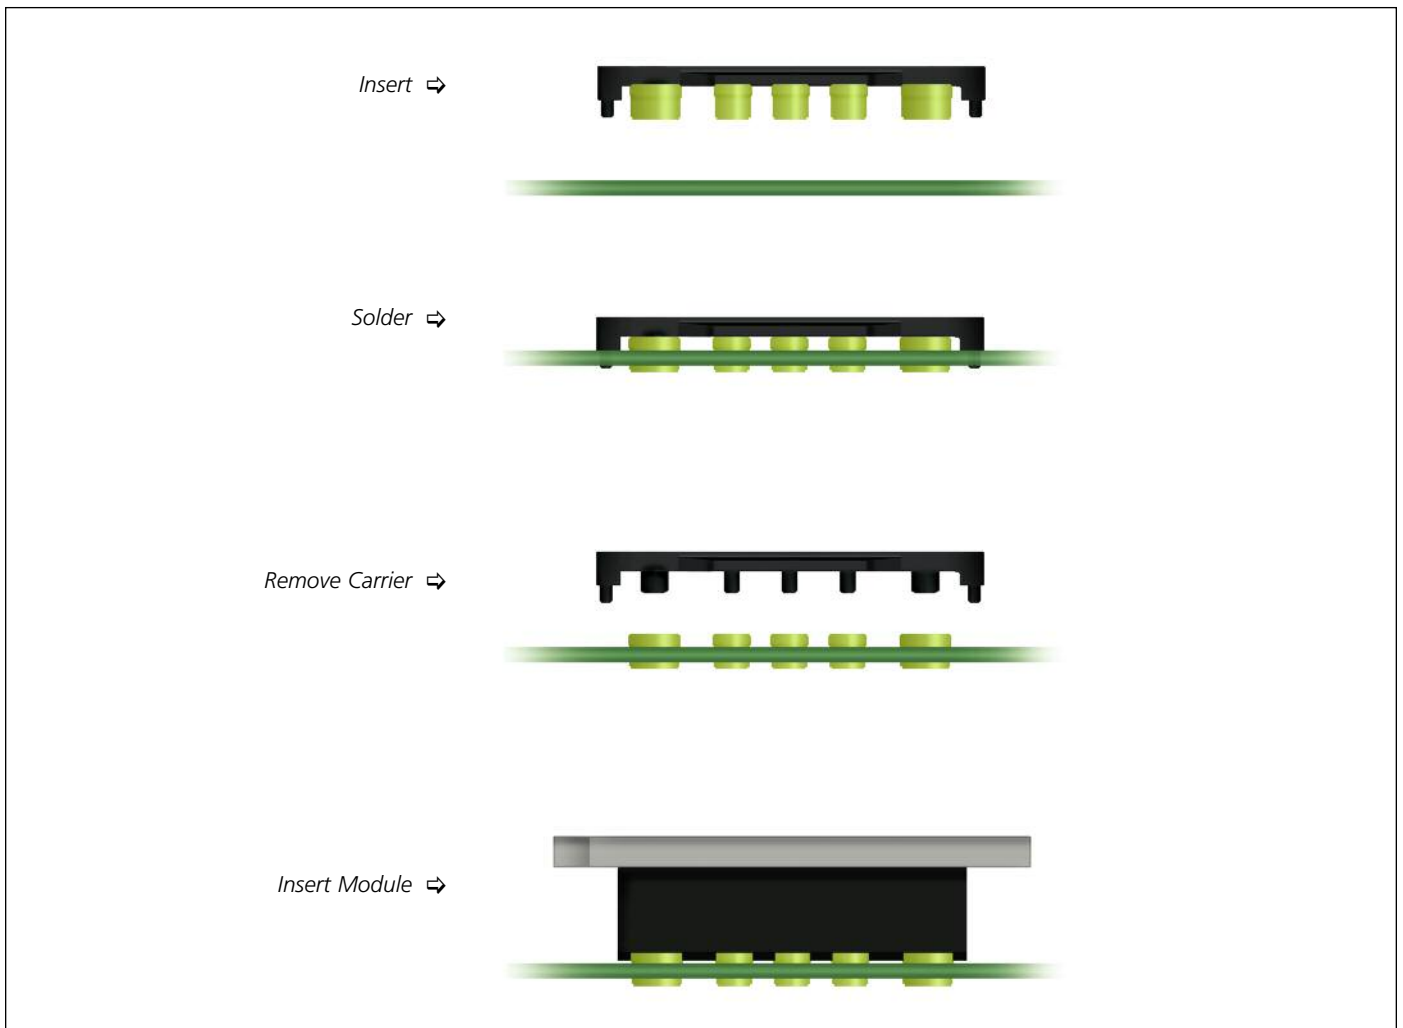 Insert ⇨
Solder ⇨
Remove Carrier ⇨
Insert Module ⇨